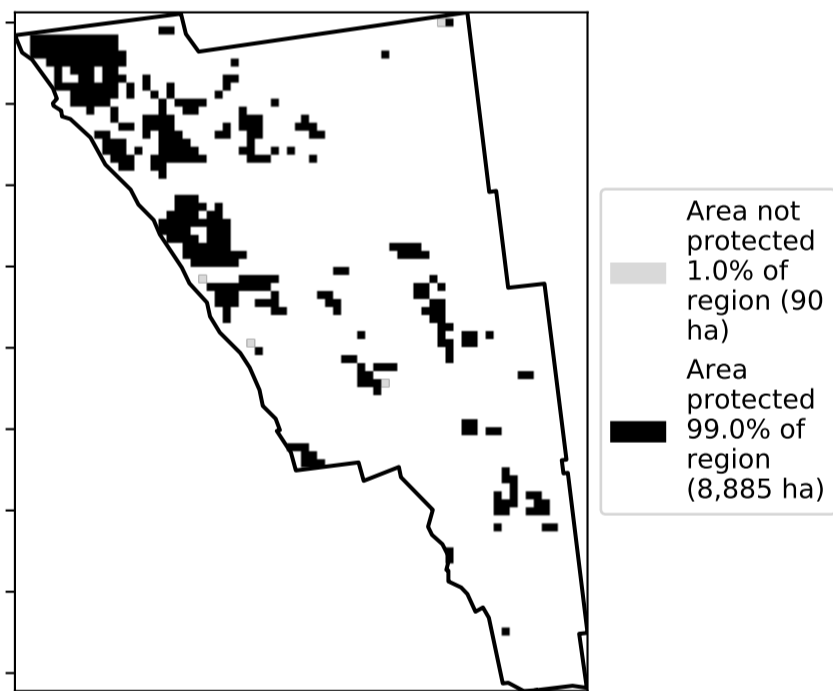 Area not
protected
1.0% of
region (90
ha)
Area
protected
99.0% of
region
(8,885 ha)